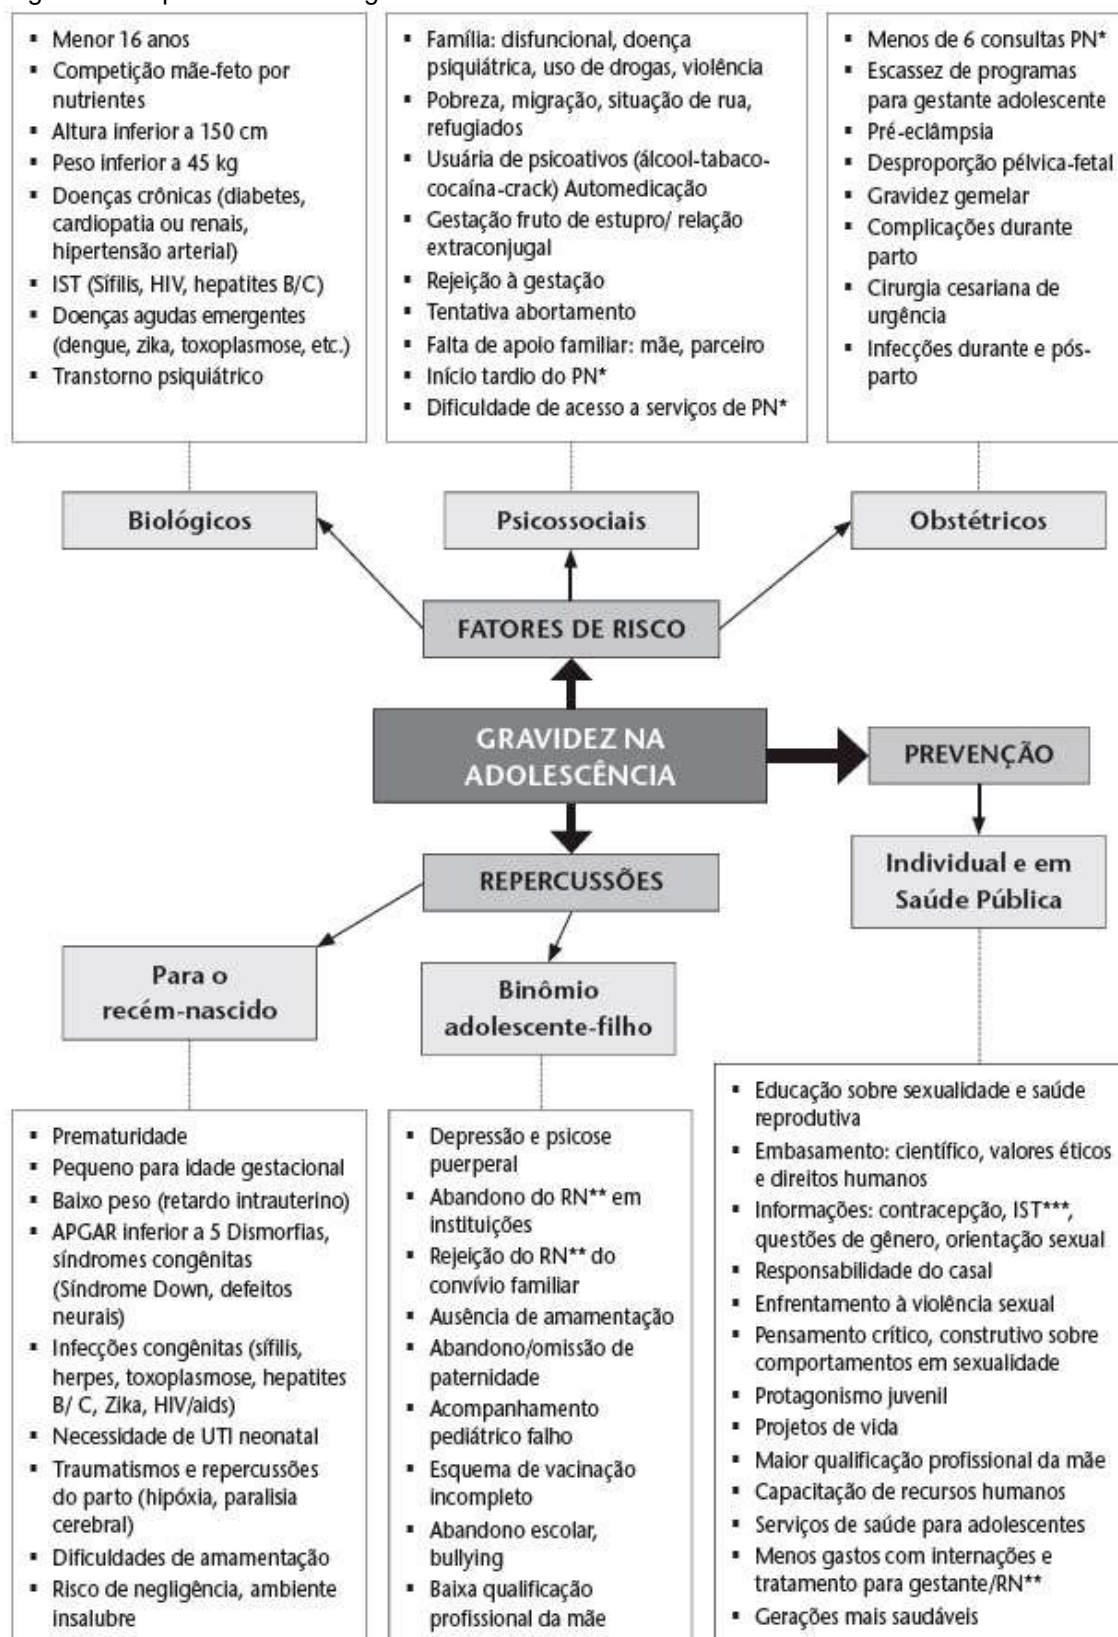 ▪ Menor 16 anos
▪ Competição mãe-feto por
nutrientes
▪ Altura inferior a 150 cm
▪ Peso inferior a 45 kg
▪ Doenças crônicas (diabetes,
cardiopatia ou renais,
hipertensão arterial)
▪ IST (Sífilis, HIV, hepatites B/C)
▪ Doenças agudas emergentes
(dengue, zika, toxoplasmose, etc.)
▪ Transtorno psiquiátrico
▪ Família: disfuncional, doença
psiquiátrica, uso de drogas, violência
▪ Pobreza, migração, situação de rua,
refugiados
▪ Usuária de psicoativos (álcool-tabaco-
cocaína-crack) Automedicação
▪ Gestação fruto de estupro/ relação
extraconjugal
▪ Rejeição à gestação
▪ Tentativa abortamento
▪ Falta de apoio familiar: mãe, parceiro
▪ Início tardio do PN*
▪ Dificuldade de acesso a serviços de PN*
▪ Menos de 6 consultas PN*
▪ Escassez de programas
para gestante adolescente
▪ Pré-eclâmpsia
▪ Desproporção pélvica-fetal
▪ Gravidez gemelar
▪ Complicações durante
parto
▪ Cirurgia cesariana de
urgência
▪ Infecções durante e pós-
parto
Biológicos
Psicossociais
Obstétricos
FATORES DE RISCO
GRAVIDEZ NA
ADOLESCÊNCIA
PREVENÇÃO
REPERCUSSÕES
Individual e em
Saúde Pública
Para o
recém-nascido
Binômio
adolescente-filho
▪ Prematuridade
▪ Pequeno para idade gestacional
▪ Baixo peso (retardo intrauterino)
▪ APGAR inferior a 5 Dismorfias,
síndromes congênitas
(Síndrome Down, defeitos
neurais)
▪ Infecções congênitas (sífilis,
herpes, toxoplasmose, hepatites
B/ C, Zika, HIV/aids)
▪ Necessidade de UTI neonatal
▪ Traumatismos e repercussões
do parto (hipóxia, paralisia
cerebral)
▪ Dificuldades de amamentação
▪ Risco de negligência, ambiente
insalubre
▪ Depressão e psicose
puerperal
▪ Abandono do RN** em
instituições
▪ Rejeição do RN** do
convívio familiar
▪ Ausência de amamentação
▪ Abandono/omissão de
paternidade
▪ Acompanhamento
pediátrico falho
▪ Esquema de vacinação
incompleto
▪ Abandono escolar,
bullying
▪ Baixa qualificação
profissional da mãe
▪ Educação sobre sexualidade e saúde
reprodutiva
▪ Embasamento: científico, valores éticos
e direitos humanos
▪ Informações: contracepção, IST***,
questões de gênero, orientação sexual
▪ Responsabilidade do casal
▪ Enfrentamento à violência sexual
▪ Pensamento crítico, construtivo sobre
comportamentos em sexualidade
▪ Protagonismo juvenil
▪ Projetos de vida
▪ Maior qualificação profissional da mãe
▪ Capacitação de recursos humanos
▪ Serviços de saúde para adolescentes
▪ Menos gastos com internações e
tratamento para gestante/RN**
▪ Gerações mais saudáveis